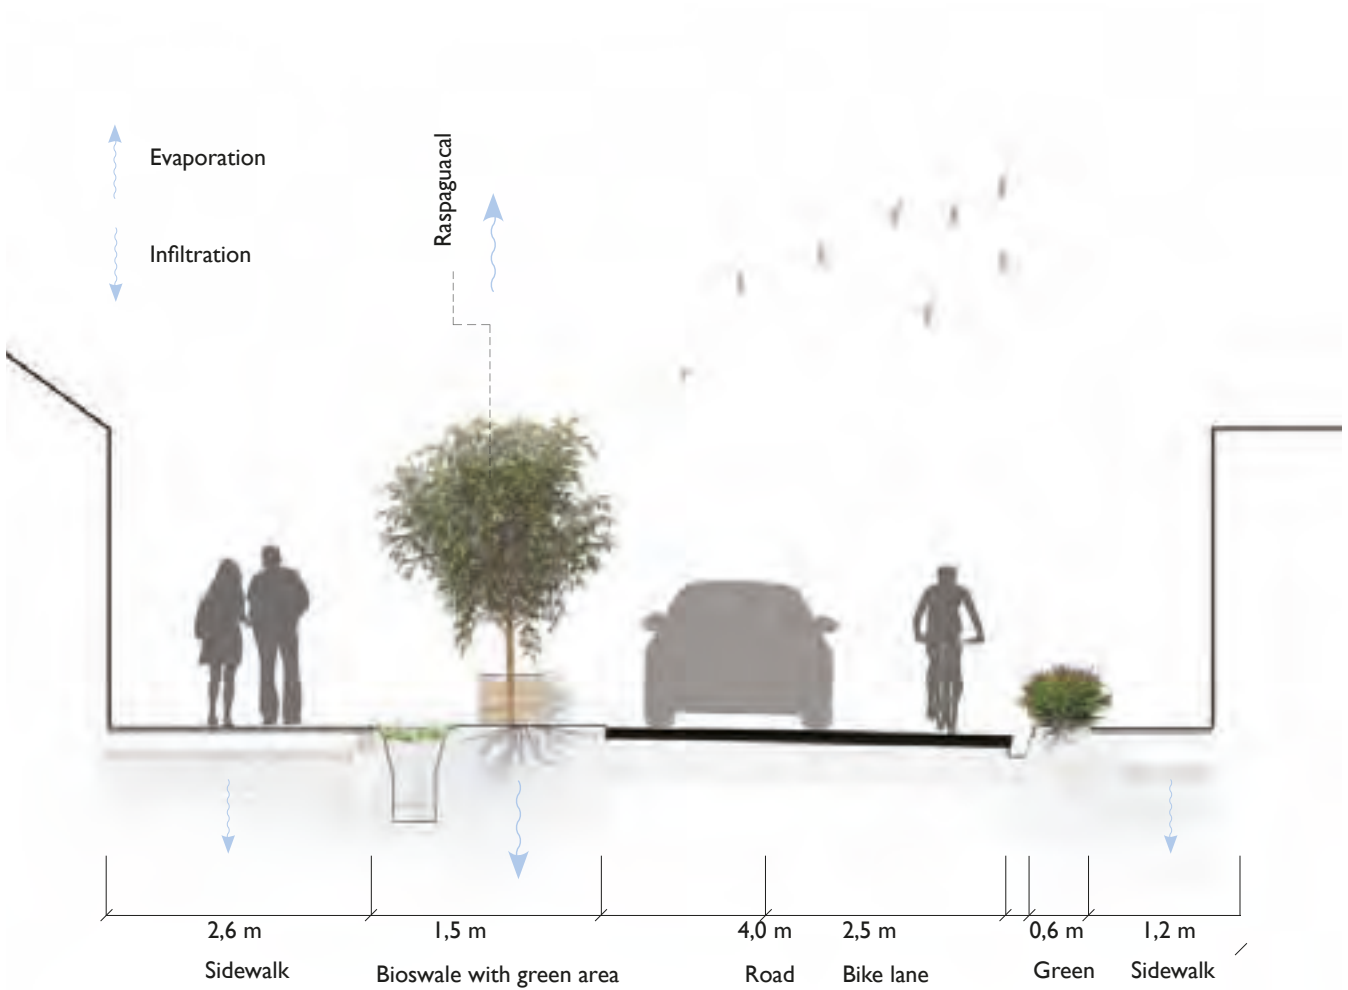 Evaporation
Raspaguacal
Infiltration
2,6 m
1,5 m
4,0 m
2,5 m
0,6 m
1,2 m
Sidewalk
Bioswale with green area
Road
Bike lane
Green
Sidewalk